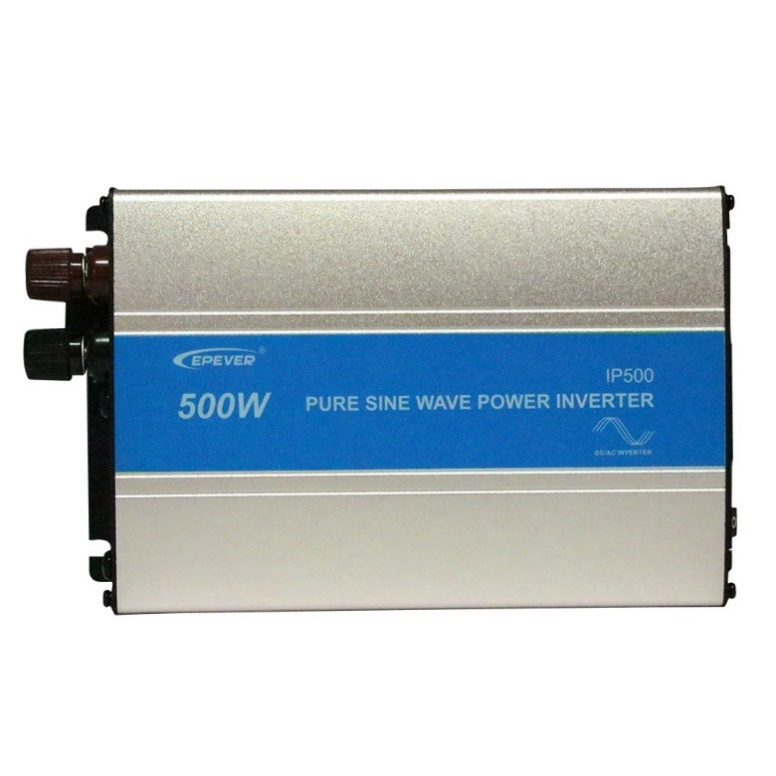 EPEVER®
IP500
500W PURE SINE WAVE POWER INVERTER
DC/AC INVERTER